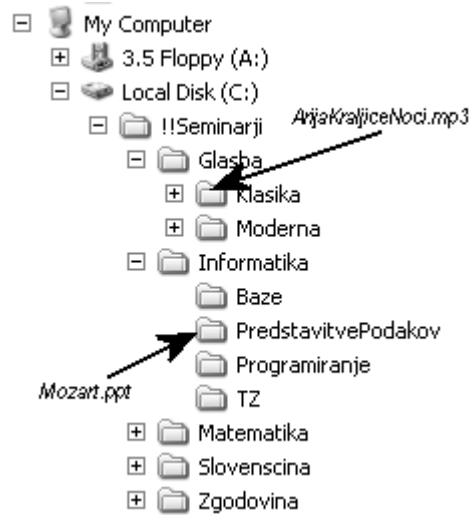 My Computer
3.5 Floppy (A:)
Local Disk (C:)
!!Seminarji
ArijaKraljiceNoci.mp3
Glasba
Klasika
Moderna
Informatika
Baze
PredstavitvePodakov
Programiranje
Mozart.ppt
TZ
Matematika
Slovenscina
Zgodovina